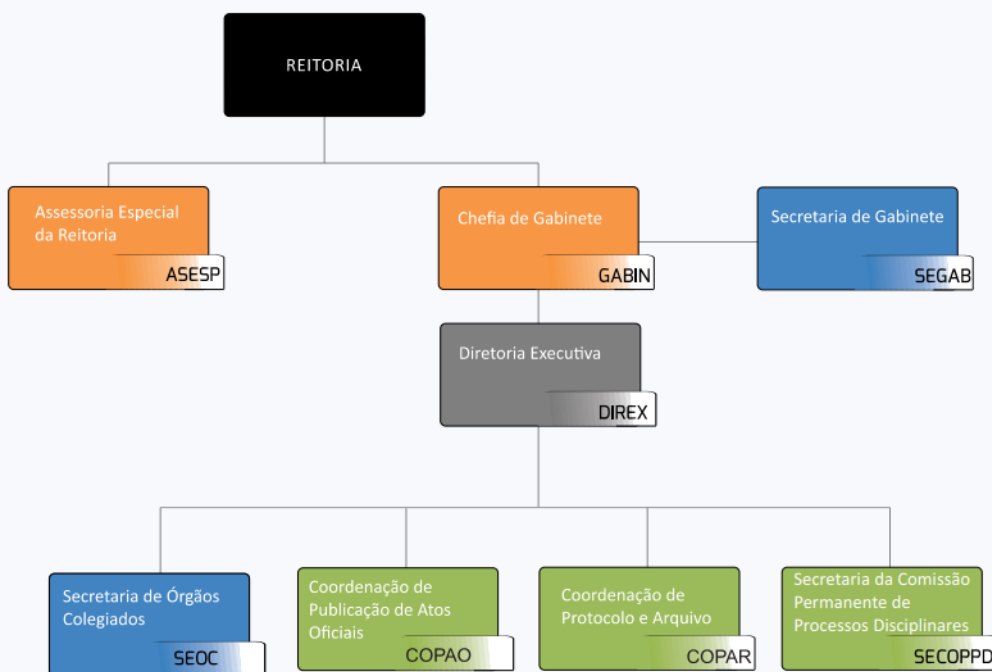 REITORIA
Assessoria Especial
da Reitoria
ASESP
Chefia de Gabinete
GABIN
Secretaria de Gabinete
SEGAB
Diretoria Executiva
DIREX
Secretaria de Órgãos
Colegiados
SEOC
Coordenação de
Publicação de Atos
Oficiais
COPAO
Coordenação de
Protocolo e Arquivo
COPAR
Secretaria da Comissão
Permanente de
Processos Disciplinares
SECOPPD